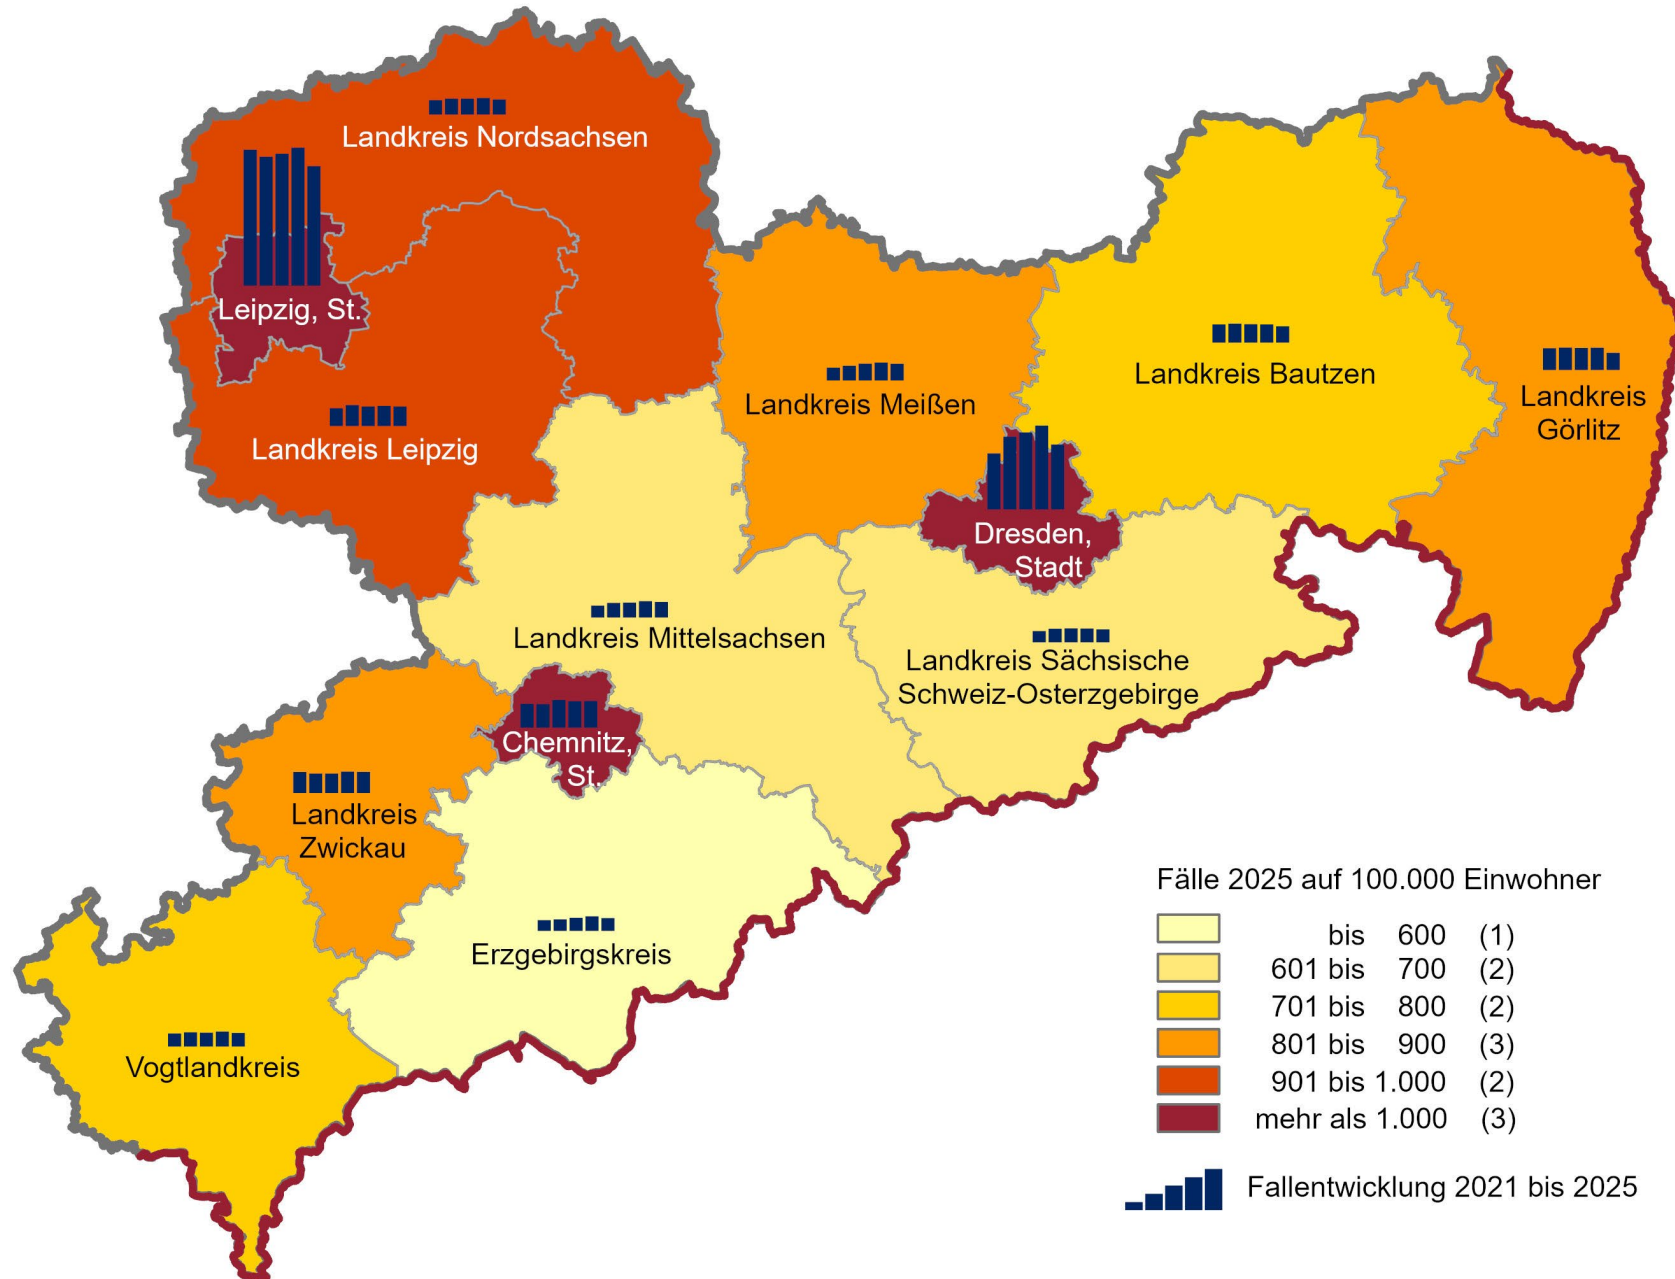 Landkreis Nordsachsen
Leipzig, St.
Landkreis Leipzig
Landkreis Meißen
Landkreis Bautzen
Landkreis
Görlitz
Dresden,
Stadt
Landkreis Mittelsachsen
Landkreis Sächsische
Schweiz-Osterzgebirge
Chemnitz,
St.
Landkreis
Zwickau
Erzgebirgskreis
Vogtlandkreis
Fälle 2025 auf 100.000 Einwohner
bis 600 (1)
601 bis 700 (2)
701 bis 800 (2)
801 bis 900 (3)
901 bis 1.000 (2)
mehr als 1.000 (3)
Fallentwicklung 2021 bis 2025